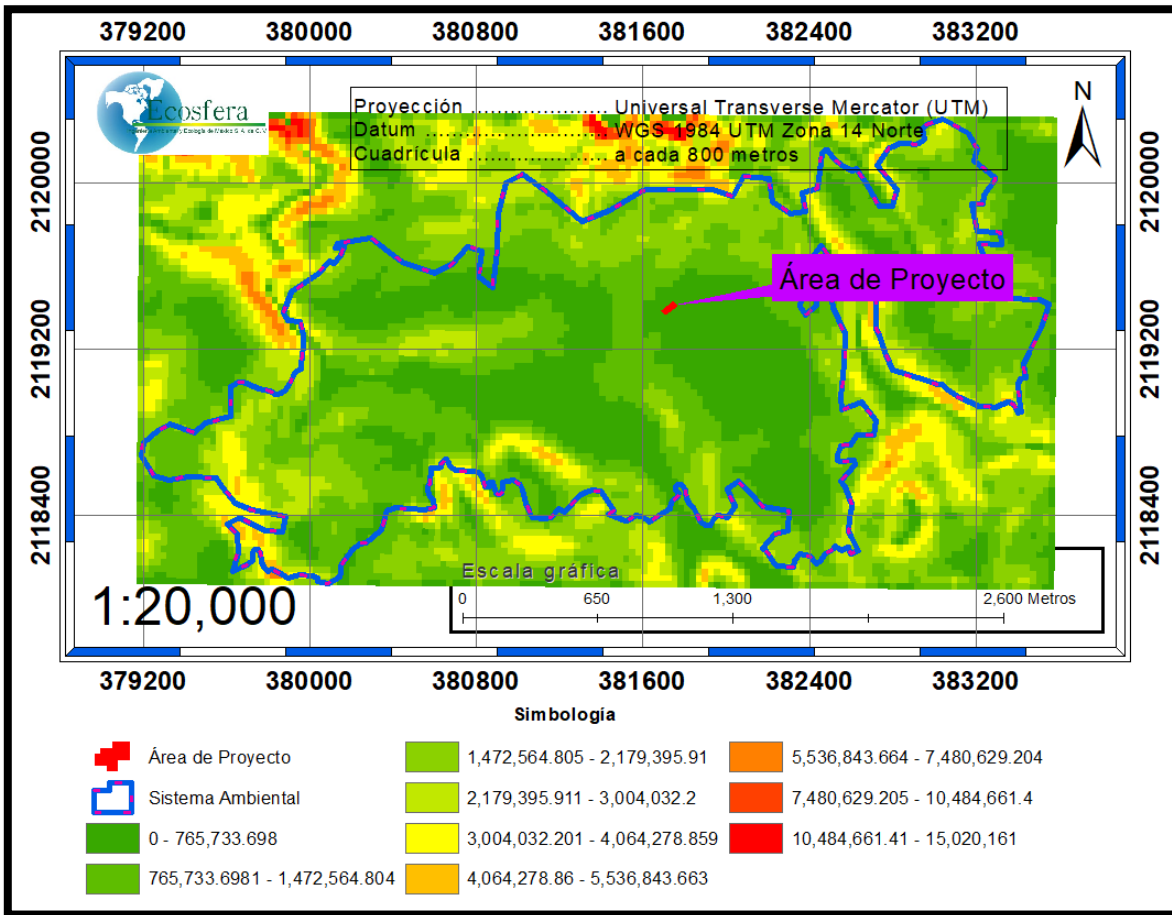 379200 380000 380800 381600 382400 383200
Ecosfera
Proyección ..................... Universal Transverse Mercator (UTM)
Datum ........................... WGS 1984 UTM Zona 14 Norte
Cuadrícula ..................... a cada 800 metros
N
2120000 2120000
Área de Proyecto
2119200 2119200
2118400 2118400
Escala gráfica
1:20,000
0 650 1,300 2,600 Metros
379200 380000 380800 381600 382400 383200
Simbología
Área de Proyecto
Sistema Ambiental
0 - 765,733.698
765,733.6981 - 1,472,564.804
1,472,564.805 - 2,179,395.91
2,179,395.911 - 3,004,032.2
3,004,032.201 - 4,064,278.859
4,064,278.86 - 5,536,843.663
5,536,843.664 - 7,480,629.204
7,480,629.205 - 10,484,661.4
10,484,661.41 - 15,020,161